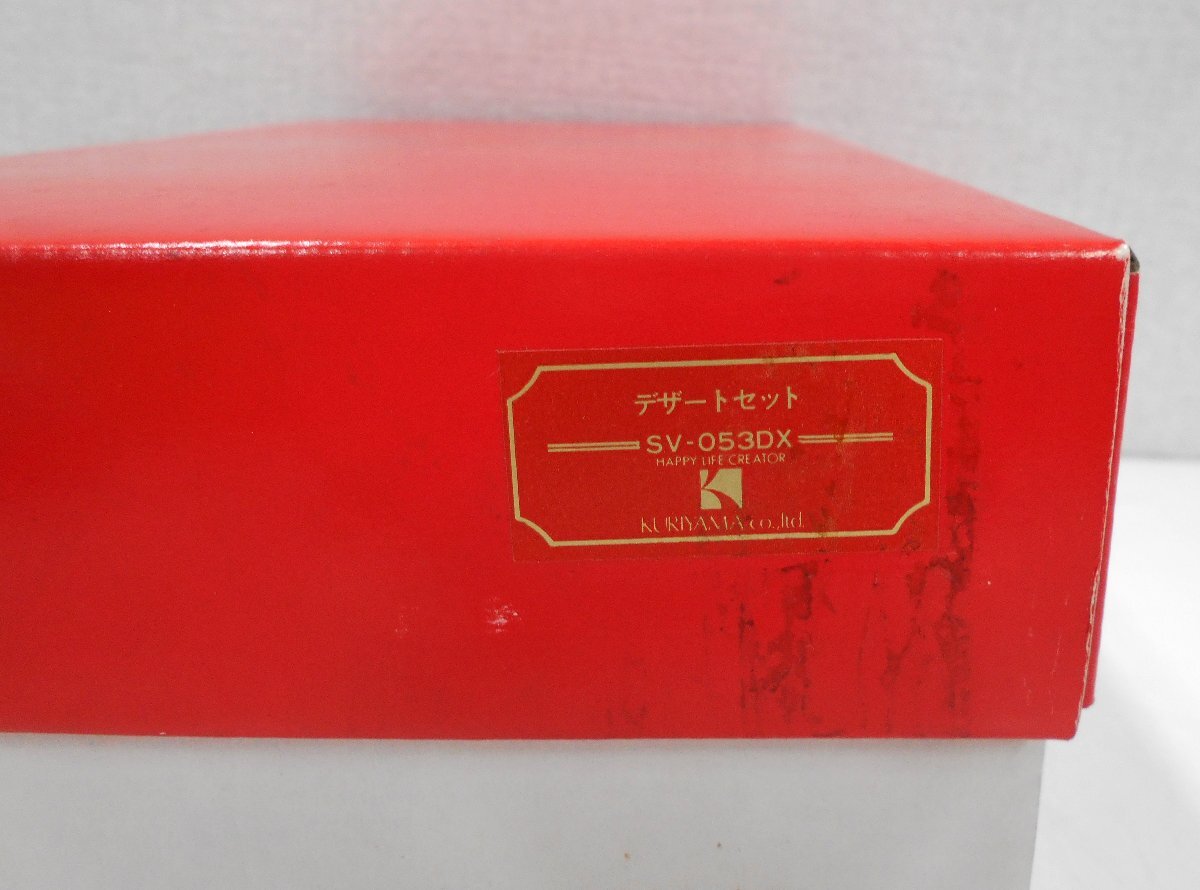 デザートセット
SV-053DX
HAPPY LIFE CREATOR
KURIYAMA co.,ltd.